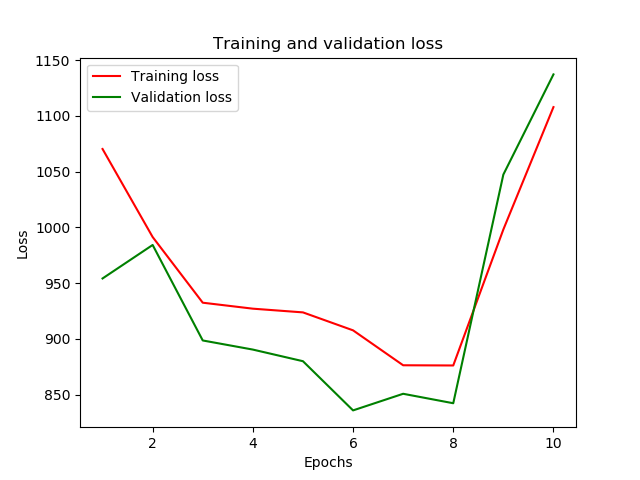 Training and validation loss
Training loss
Validation loss
1150
1100
1050
1000
950
900
850
Loss
2 4 6 8 10
Epochs